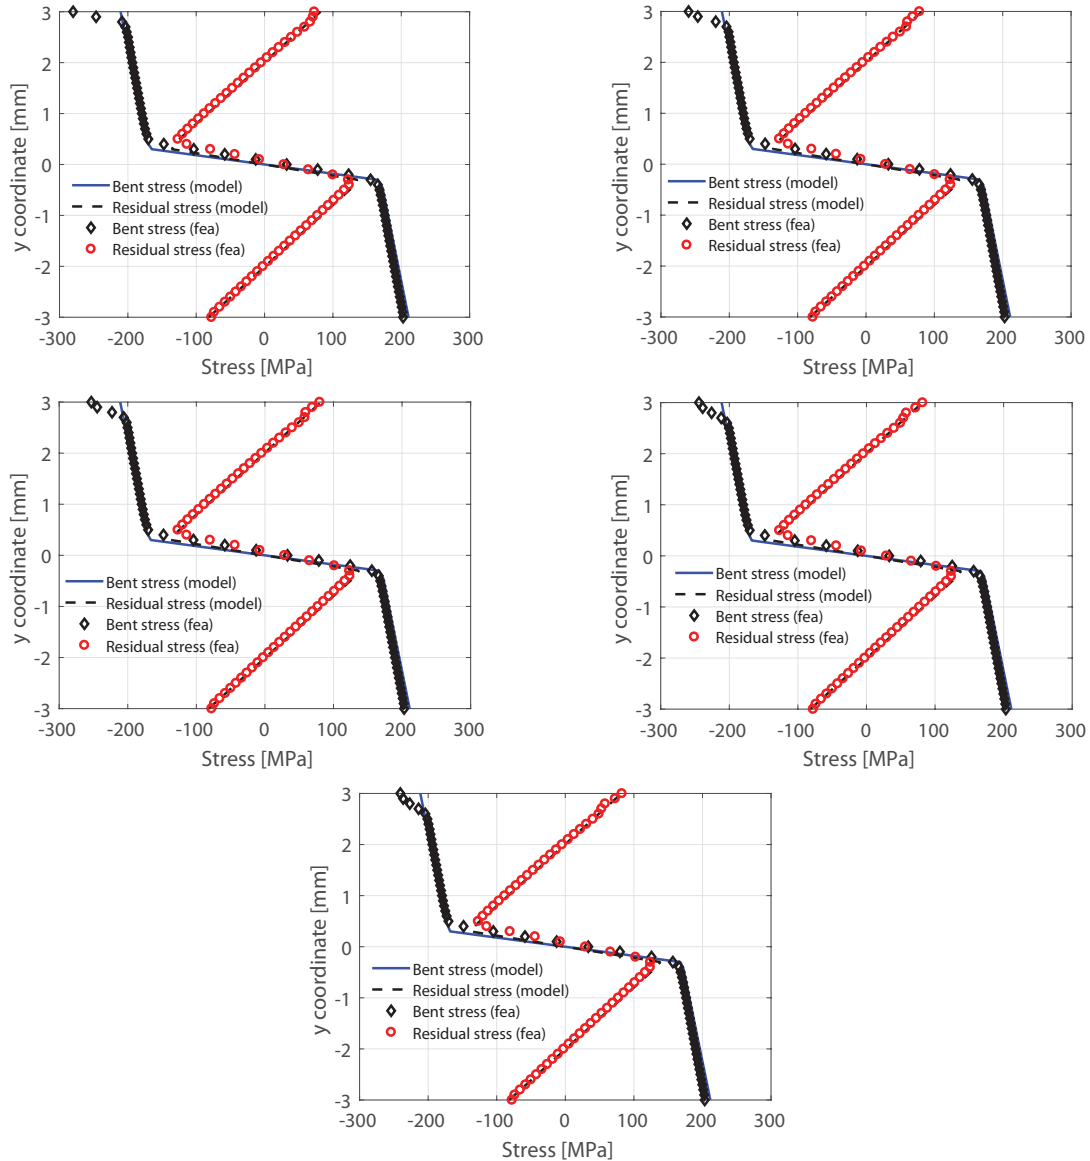 3
2
1
0
-1
-2
-3
y coordinate [mm]
Bent stress (model)
Residual stress (model)
Bent stress (fea)
Residual stress (fea)
-300 -200 -100 0 100 200 300
Stress [MPa]
3
2
1
0
-1
-2
-3
y coordinate [mm]
Bent stress (model)
Residual stress (model)
Bent stress (fea)
Residual stress (fea)
-300 -200 -100 0 100 200 300
Stress [MPa]
3
2
1
0
-1
-2
-3
y coordinate [mm]
Bent stress (model)
Residual stress (model)
Bent stress (fea)
Residual stress (fea)
-300 -200 -100 0 100 200 300
Stress [MPa]
3
2
1
0
-1
-2
-3
y coordinate [mm]
Bent stress (model)
Residual stress (model)
Bent stress (fea)
Residual stress (fea)
-300 -200 -100 0 100 200 300
Stress [MPa]
3
2
1
0
-1
-2
-3
y coordinate [mm]
Bent stress (model)
Residual stress (model)
Bent stress (fea)
Residual stress (fea)
-300 -200 -100 0 100 200 300
Stress [MPa]